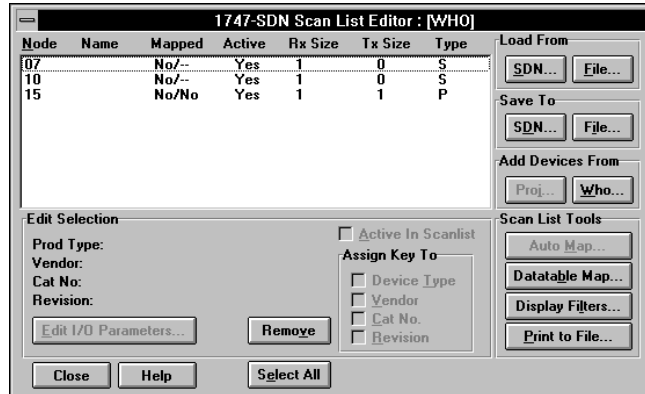 1747-SDN Scan List Editor : [WHO]
Node Name Mapped Active Rx Size Tx Size Type
07 No/-- Yes 1 0 S
10 No/-- Yes 1 0 S
15 No/No Yes 1 1 P
Load From
SDN... File...
Save To
SDN... File...
Add Devices From
Proj... Who...
Edit Selection
Prod Type:
Vendor:
Cat No:
Revision:
Edit I/O Parameters...
Remove
Active In Scanlist
Assign Key To
Device Type
Vendor
Cat No.
Revision
Scan List Tools
Auto Map...
Datatable Map...
Display Filters...
Print to File...
Close Help Select All